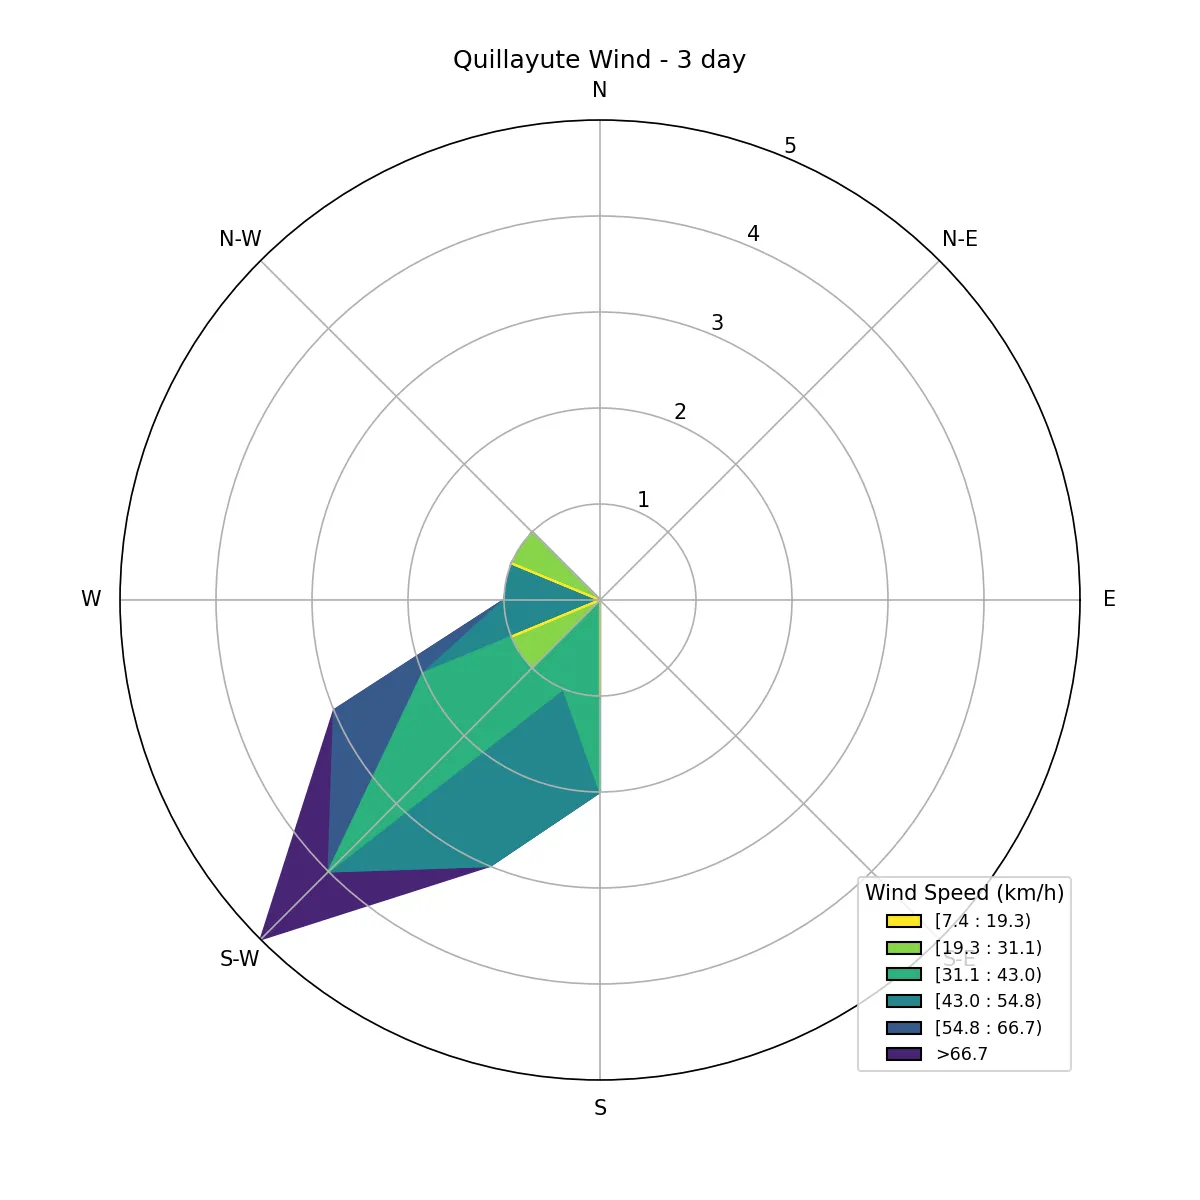 Quillayute Wind - 3 day
N
5
N-W
4
N-E
3
2
1
W
E
Wind Speed (km/h)
[7.4 : 19.3)
[19.3 : 31.1)
[31.1 : 43.0)
[43.0 : 54.8)
[54.8 : 66.7)
>66.7
S-W
S-E
S